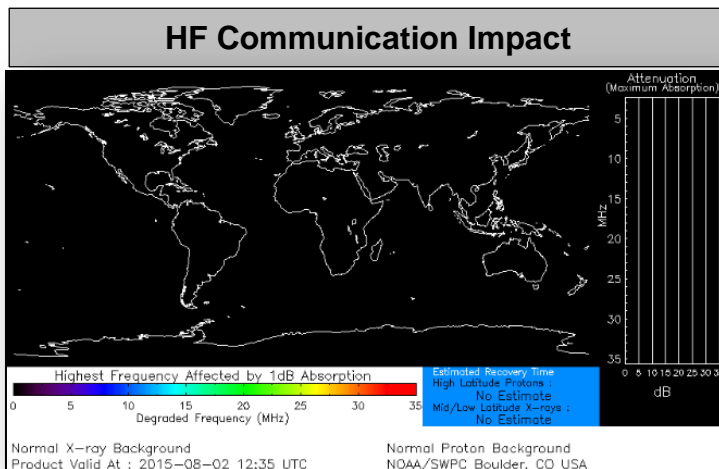 HF Communication Impact
Attenuation
(Maximum Absorption)
5
10
15
20
25
30
35
MHz
0 5 10 15 20 25 30 35
dB
Highest Frequency Affected by 1dB Absorption
0 5 10 15 20 25 30 35
Degraded Frequency (MHz)
Estimated Recovery Time
High Latitude Protons :
No Estimate
Mid/Low Latitude X-rays :
No Estimate
Normal X-ray Background
Normal Proton Background
Product Valid At : 2015-08-02 12:35 UTC
NOAA/SWPC Boulder, CO USA